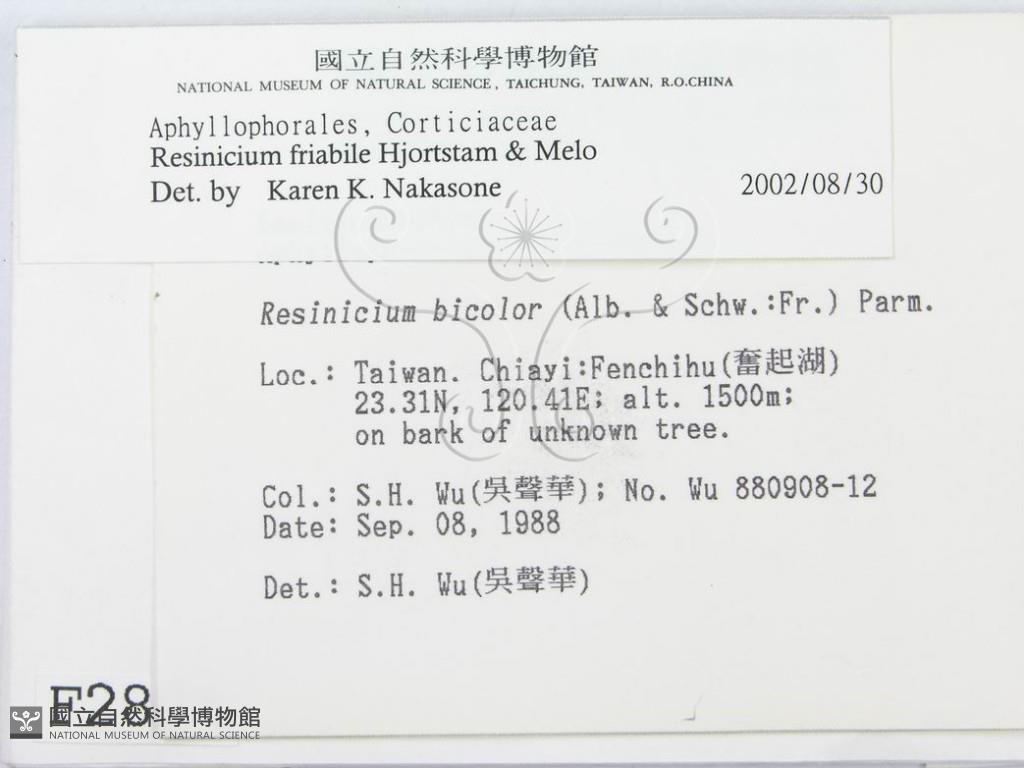 國立自然科學博物館
NATIONAL MUSEUM OF NATURAL SCIENCE, TAICHUNG, TAIWAN, R.O.CHINA
Aphyllophorales, Corticiaceae
Resinicium friabile Hjortstam & Melo
Det. by Karen K. Nakasone 2002/08/30
Resinicium bicolor (Alb. & Schw.:Fr.) Parm.
Loc.: Taiwan. Chiayi:Fenchihu(奮起湖)
23.31N, 120.41E; alt. 1500m;
on bark of unknown tree.
Col.: S.H. Wu(吳聲華); No. Wu 880908-12
Date: Sep. 08, 1988
Det.: S.H. Wu(吳聲華)
F28
國立自然科學博物館
NATIONAL MUSEUM OF NATURAL SCIENCE